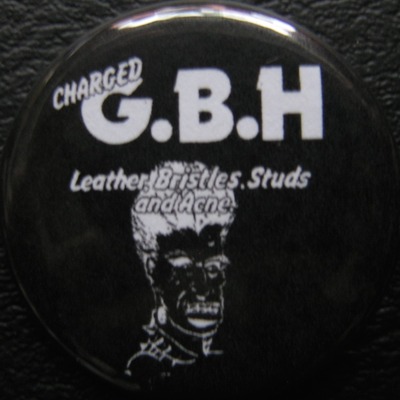 CHARGED
G.B.H
Leather, Bristles, Studs
and Acne.